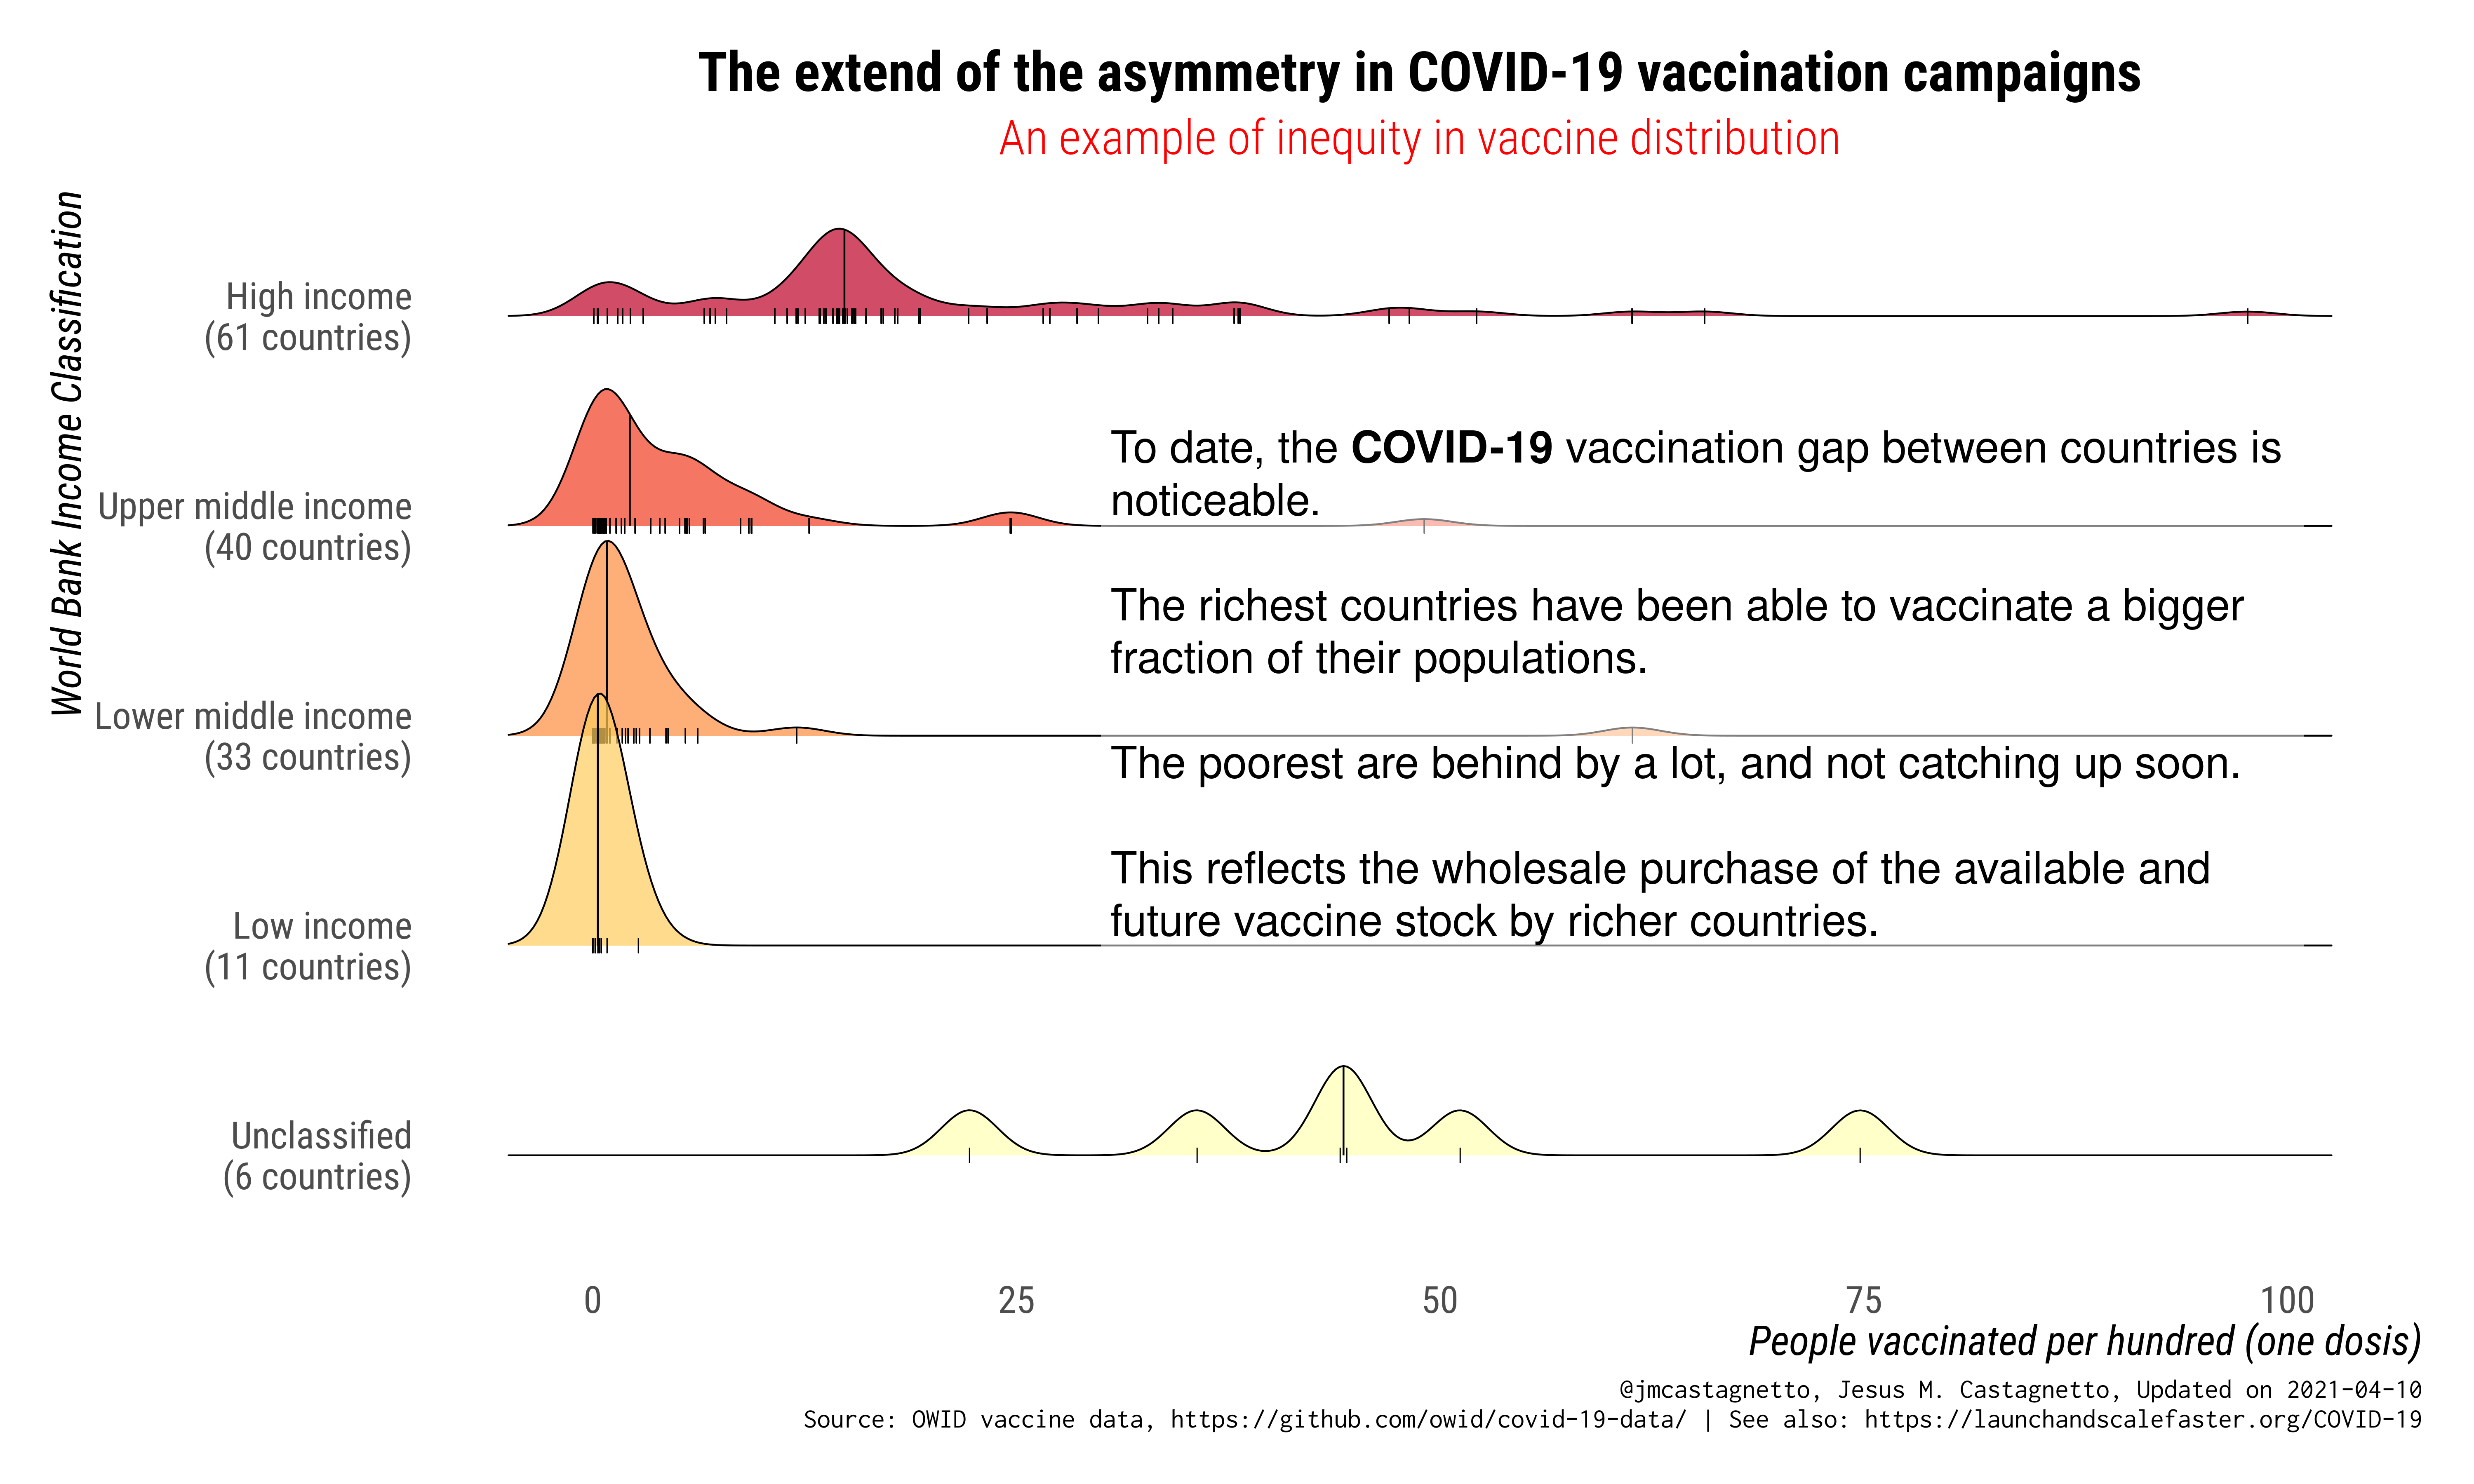 The extend of the asymmetry in COVID-19 vaccination campaigns
An example of inequity in vaccine distribution
World Bank Income Classification
High income
(61 countries)
Upper middle income
(40 countries)
Lower middle income
(33 countries)
Low income
(11 countries)
Unclassified
(6 countries)
To date, the COVID-19 vaccination gap between countries is
noticeable.
The richest countries have been able to vaccinate a bigger
fraction of their populations.
The poorest are behind by a lot, and not catching up soon.
This reflects the wholesale purchase of the available and
future vaccine stock by richer countries.
0 25 50 75 100
People vaccinated per hundred (one dosis)
@jmcastagnetto, Jesus M. Castagnetto, Updated on 2021-04-10
Source: OWID vaccine data, https://github.com/owid/covid-19-data/ | See also: https://launchandscalefaster.org/COVID-19